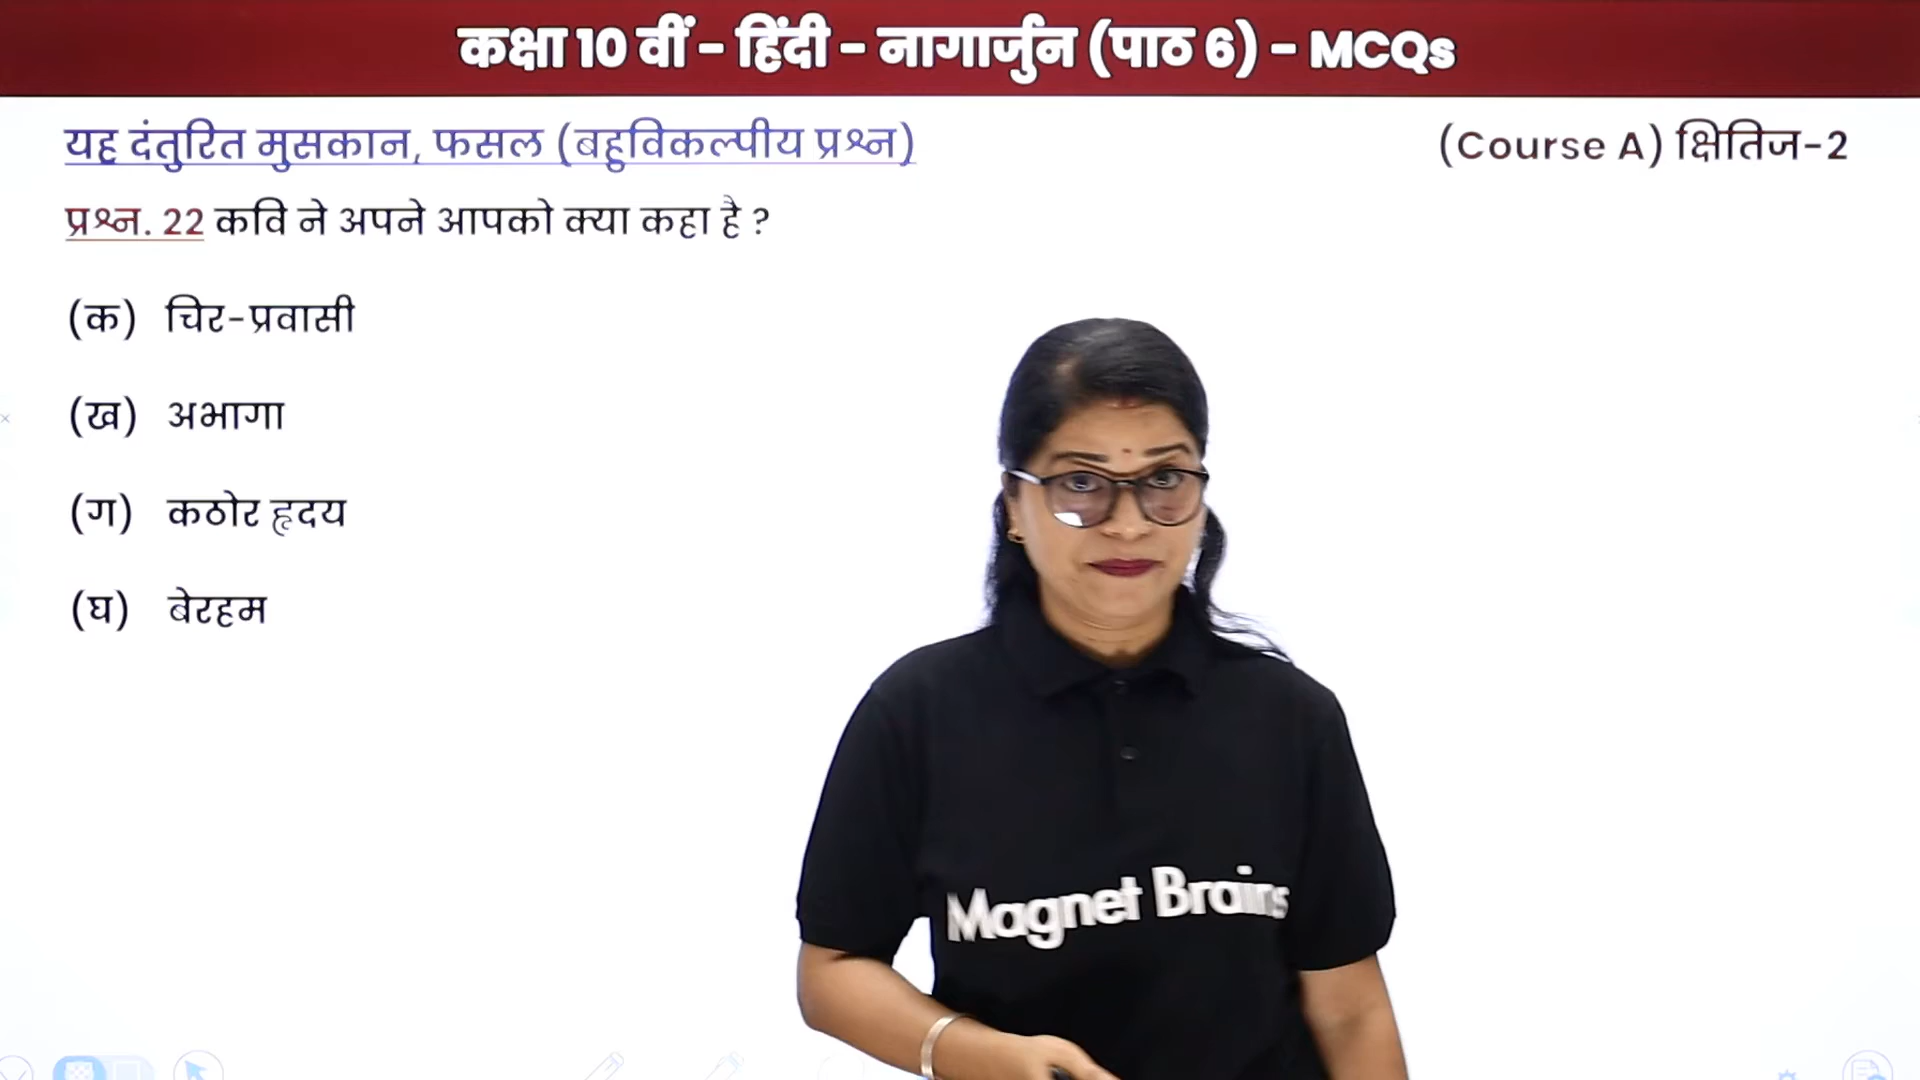 कक्षा 10 वीं - हिंदी - नागार्जुन (पाठ 6) - MCQs
यह दंतुरित मुसकान, फसल (बहुविकल्पीय प्रश्न)
(Course A) क्षितिज-2
प्रश्न. 22 कवि ने अपने आपको क्या कहा है ?
(क) चिर-प्रवासी
(ख) अभागा
(ग) कठोर हृदय
(घ) बेरहम
Magnet Brains